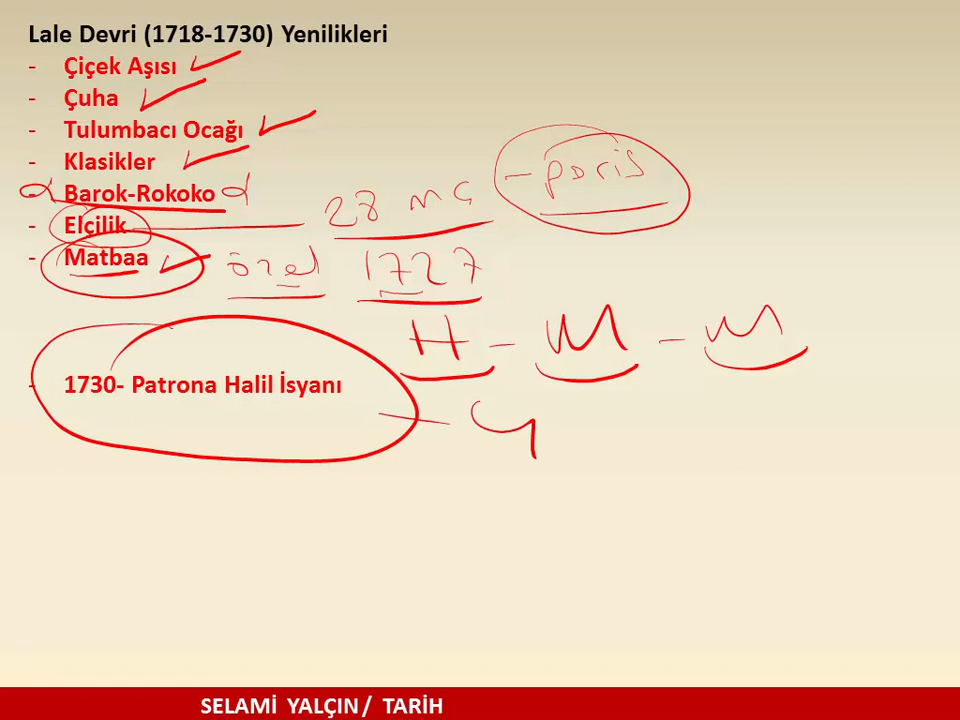 Lale Devri (1718-1730) Yenilikleri
- Çiçek Aşısı
- Çuha
- Tulumbacı Ocağı
- Klasikler
- Barok-Rokoko
- Elçilik 28 MÇ - paris
- Matbaa özel 1727
H - M - M
- 1730- Patrona Halil İsyanı
SELAMİ YALÇIN / TARİH